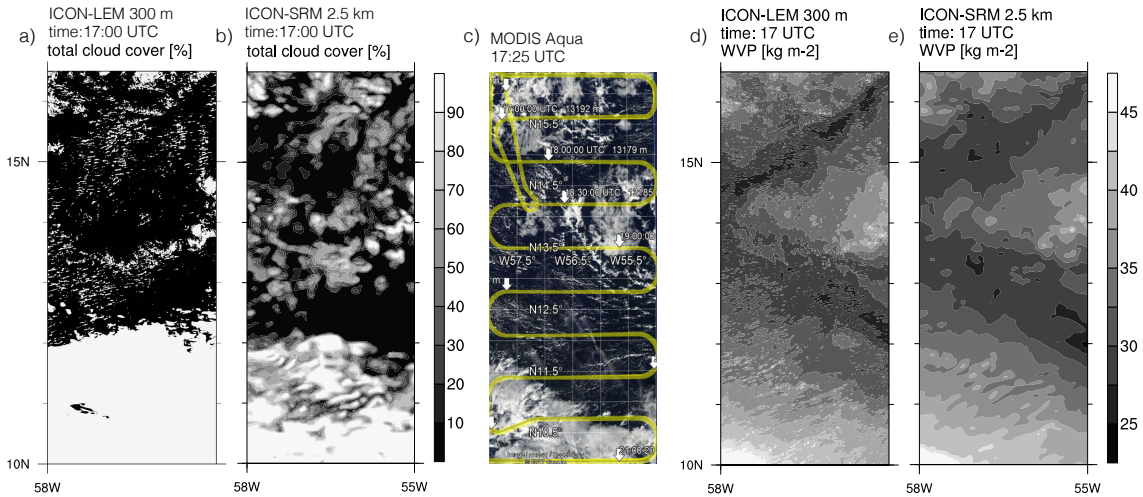 ICON-LEM 300 m
time:17:00 UTC
total cloud cover [%]
a)
ICON-SRM 2.5 km
time:17:00 UTC
total cloud cover [%]
b)
c)
MODIS Aqua
17:25 UTC
ICON-LEM 300 m
time: 17 UTC
WVP [kg m-2]
d)
ICON-SRM 2.5 km
time: 17 UTC
WVP [kg m-2]
e)
15N
10N
58W
55W
90
80
70
60
50
40
30
20
10
17:00:00 UTC 13192 m
N15.5°
18:00:00 UTC 13179 m
N14.5°
18:30:00 UTC
19:00:00
N13.5°
W57.5° W56.5° W55.5°
m
N12.5°
N11.5°
N10.5°
15N
10N
58W
55W
45
40
35
30
25